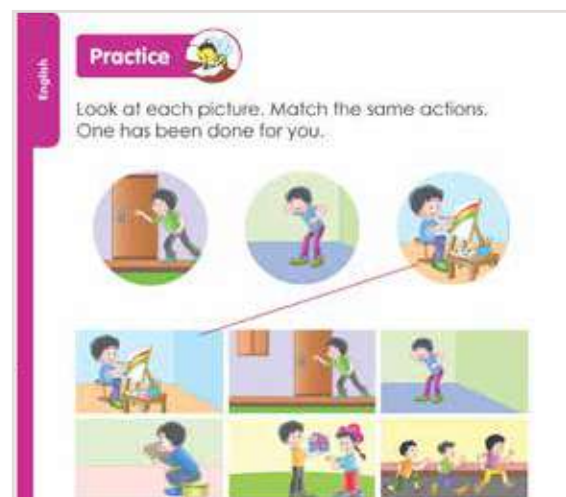 English
Practice
Look at each picture. Match the same actions.
One has been done for you.